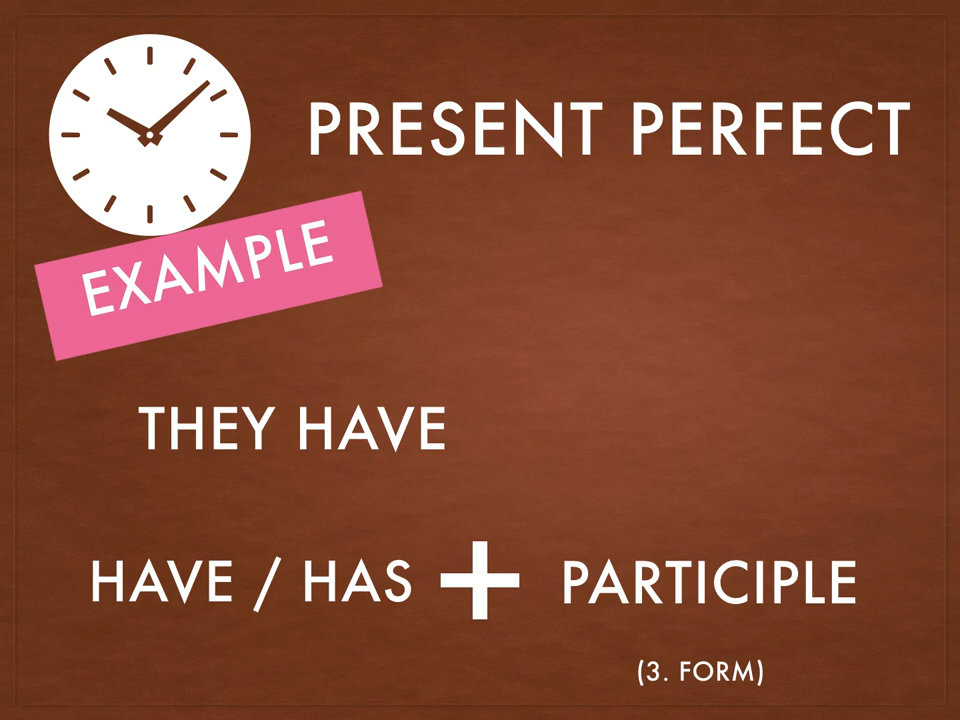 PRESENT PERFECT
EXAMPLE
THEY HAVE
HAVE / HAS + PARTICIPLE
(3. FORM)